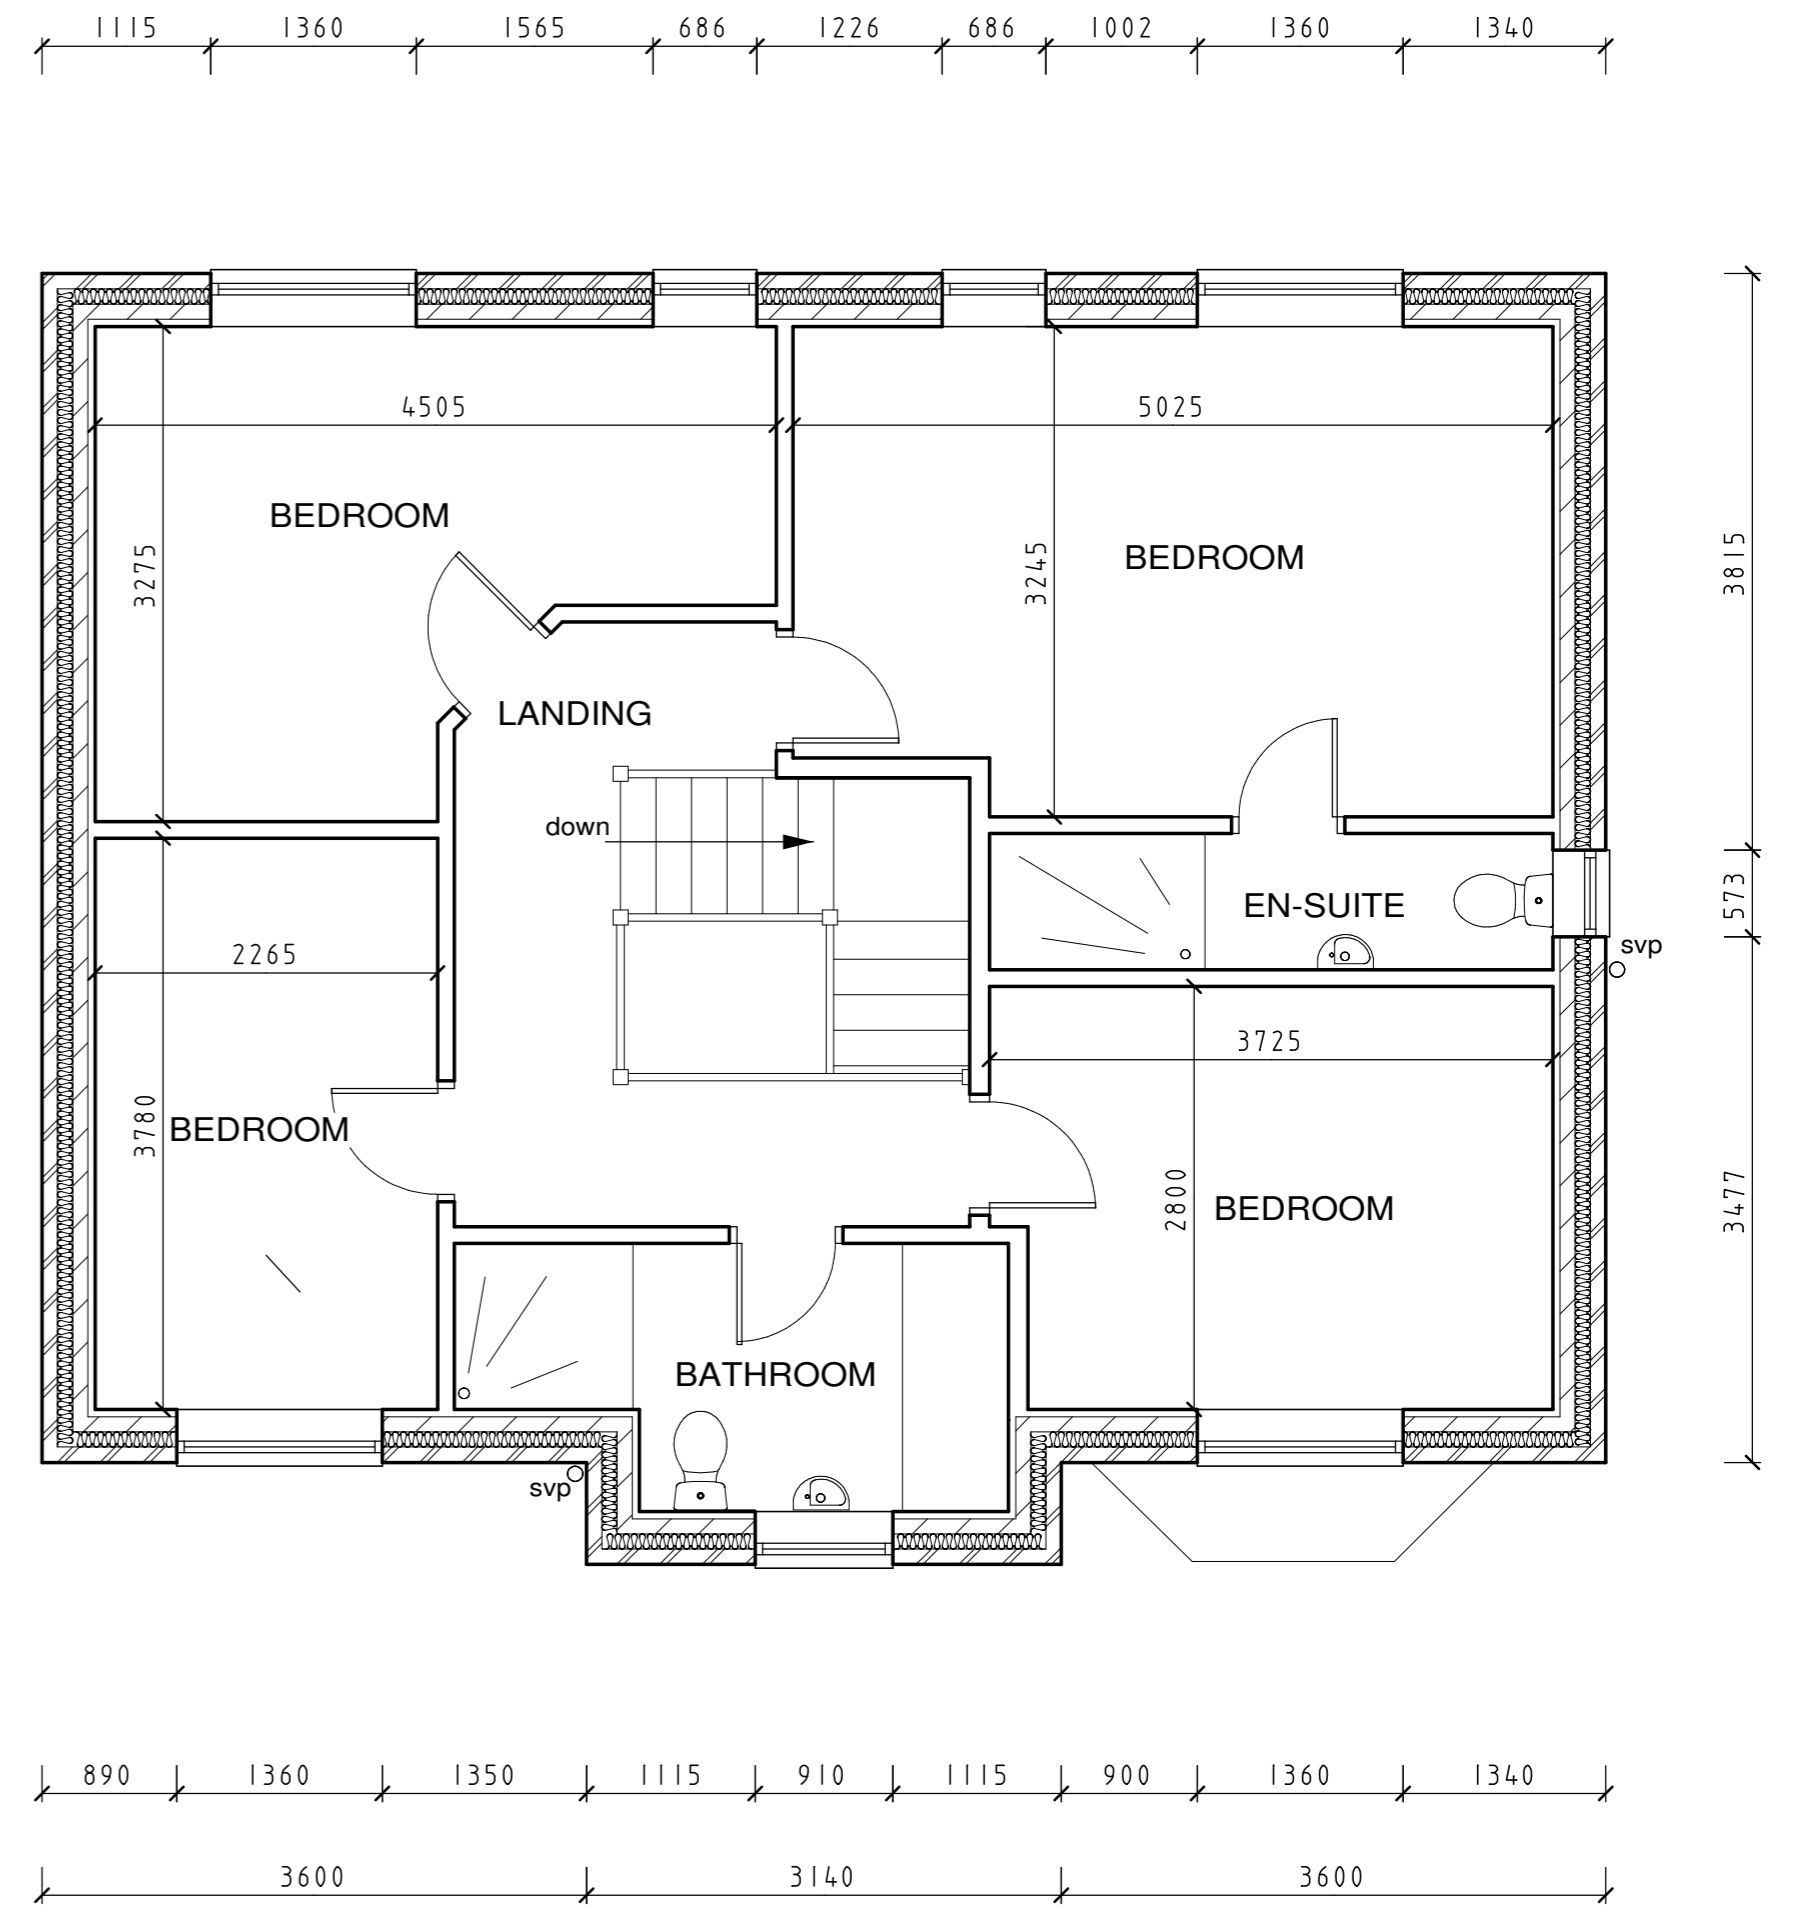 1115 1360 1565 686 1226 686 1002 1360 1340
4505 5025
BEDROOM
3275
3245
BEDROOM
3815
LANDING
down
573
EN-SUITE
svp
2265
3725
3780
BEDROOM
2800
BEDROOM
3477
BATHROOM
svp
890 1360 1350 1115 910 1115 900 1360 1340
3600 3140 3600